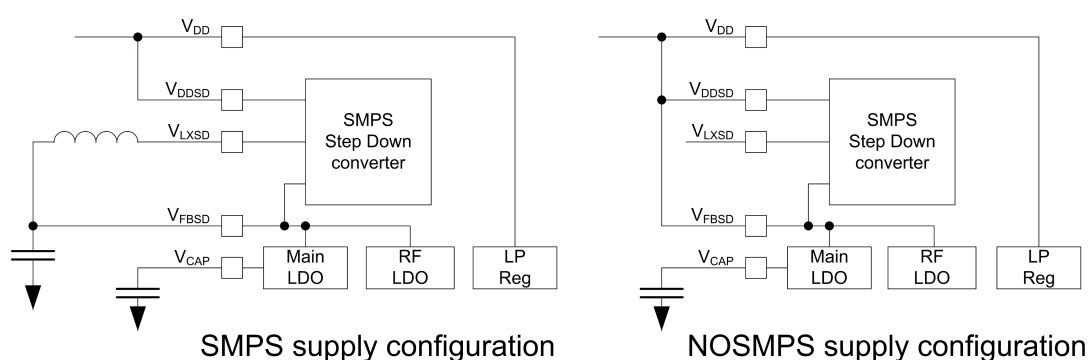 VDD
VDDSD
VLXSD
SMPS
Step Down
converter
VFBSD
VCAP
Main
LDO
RF
LDO
LP
Reg
SMPS supply configuration
VDD
VDDSD
VLXSD
SMPS
Step Down
converter
VFBSD
VCAP
Main
LDO
RF
LDO
LP
Reg
NOSMPS supply configuration